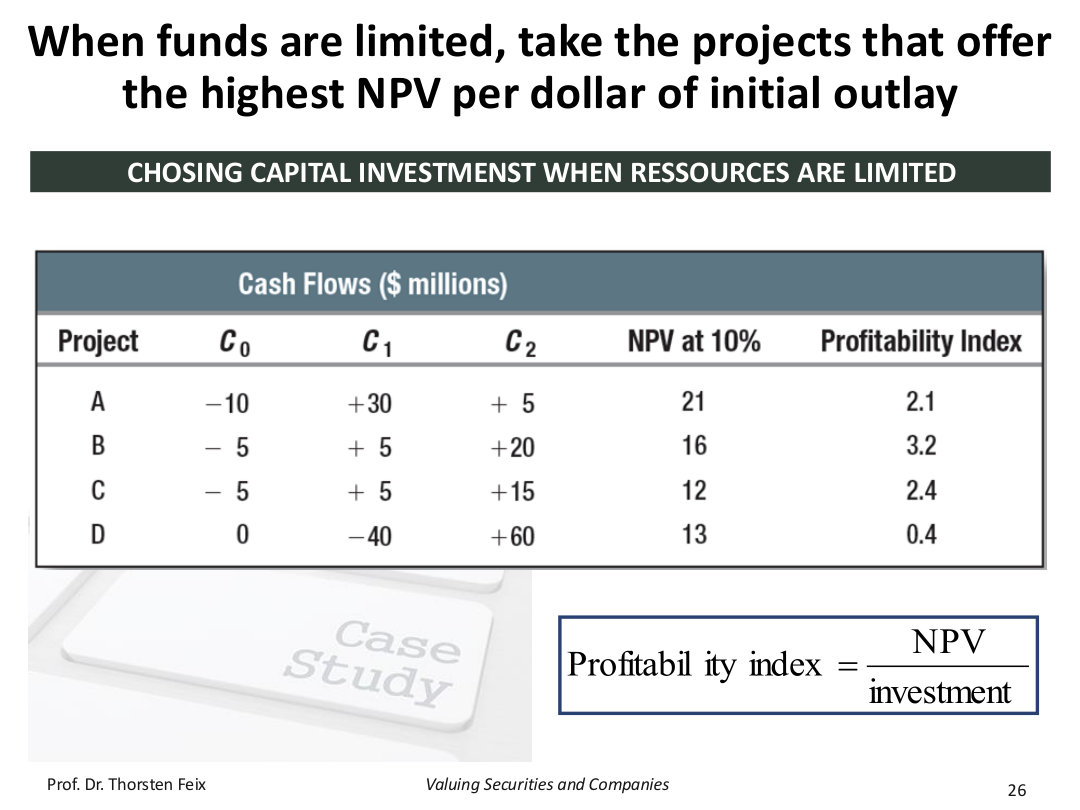 When funds are limited, take the projects that offer
the highest NPV per dollar of initial outlay
CHOSING CAPITAL INVESTMENST WHEN RESSOURCES ARE LIMITED
Cash Flows ($ millions)
Project C0 C1 C2 NPV at 10% Profitability Index
A −10 +30 + 5 21 2.1
B − 5 + 5 +20 16 3.2
C − 5 + 5 +15 12 2.4
D 0 −40 +60 13 0.4
Case
Study
Profitabil ity index = NPV
investment
Prof. Dr. Thorsten Feix Valuing Securities and Companies 26